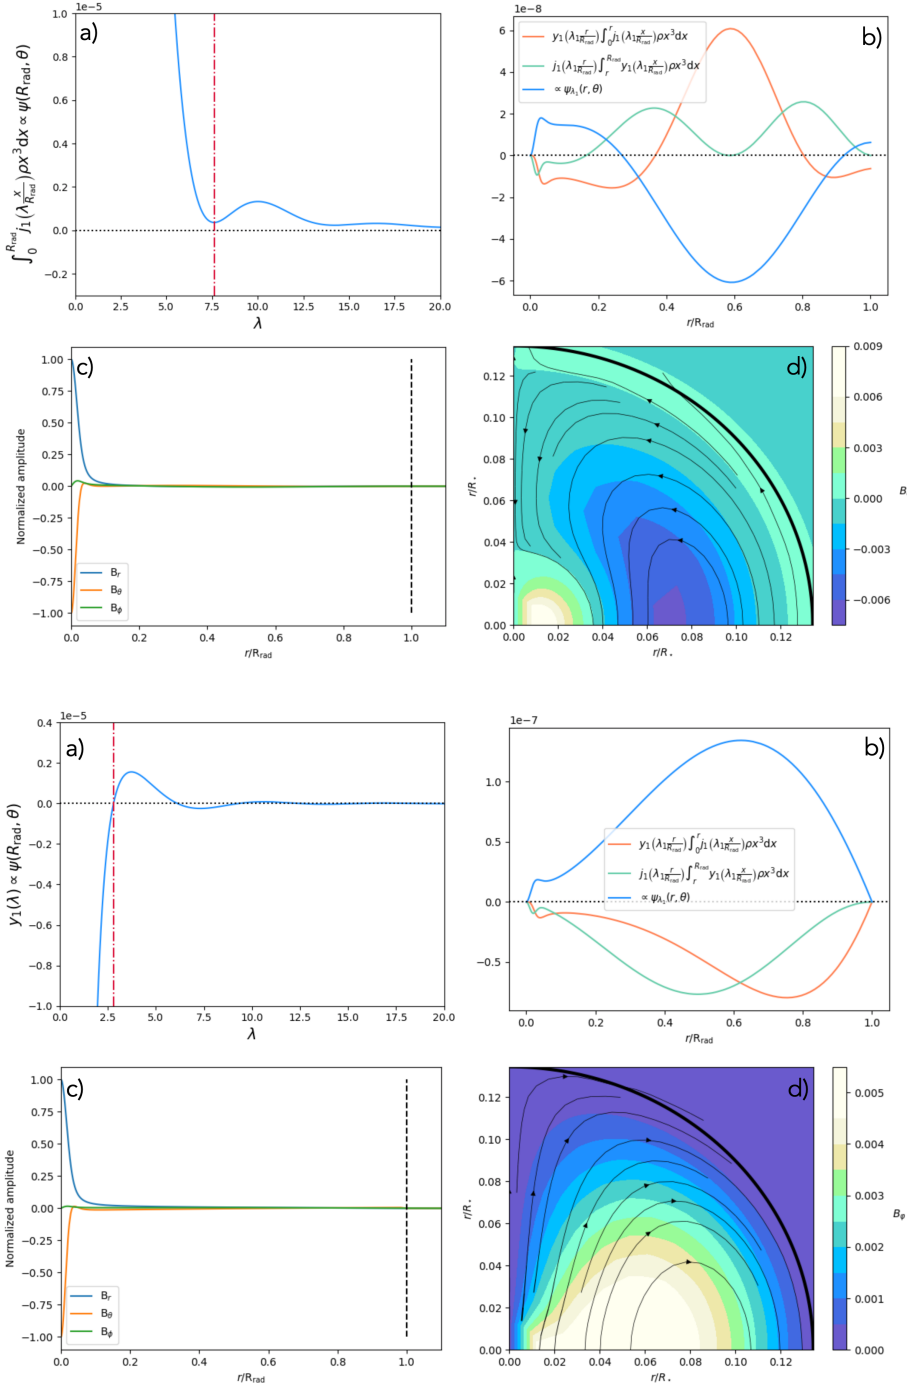 a)
1e−5
1.0
0.8
0.6
0.4
0.2
0.0
−0.2
∫₀^{R_rad} j₁(λ x/R_rad)ρx³dx ∝ ψ(R_rad, θ)
0.0 2.5 5.0 7.5 10.0 12.5 15.0 17.5 20.0
λ
b)
1e−8
6
4
2
0
−2
−4
−6
y₁(λ₁ r/R_rad)∫₀^r j₁(λ₁ x/R_rad)ρx³dx
j₁(λ₁ r/R_rad)∫_r^{R_rad} y₁(λ₁ x/R_rad)ρx³dx
∝ ψ_λ₁(r, θ)
0.0 0.2 0.4 0.6 0.8 1.0
r/R_rad
c)
1.00
0.75
0.50
0.25
0.00
−0.25
−0.50
−0.75
−1.00
Normalized amplitude
B_r
B_θ
B_ϕ
0.0 0.2 0.4 0.6 0.8 1.0
r/R_rad
d)
0.12
0.10
0.08
0.06
0.04
0.02
0.00
r/R⋆
0.00 0.02 0.04 0.06 0.08 0.10 0.12
r/R⋆
0.009
0.006
0.003
0.000
−0.003
−0.006
B
a)
1e−5
0.4
0.2
0.0
−0.2
−0.4
−0.6
−0.8
−1.0
y₁(λ) ∝ ψ(R_rad, θ)
0.0 2.5 5.0 7.5 10.0 12.5 15.0 17.5 20.0
λ
b)
1e−7
1.0
0.5
0.0
−0.5
y₁(λ₁ r/R_rad)∫₀^r j₁(λ₁ x/R_rad)ρx³dx
j₁(λ₁ r/R_rad)∫_r^{R_rad} y₁(λ₁ x/R_rad)ρx³dx
∝ ψ_λ₁(r, θ)
0.0 0.2 0.4 0.6 0.8 1.0
r/R_rad
c)
1.00
0.75
0.50
0.25
0.00
−0.25
−0.50
−0.75
−1.00
Normalized amplitude
B_r
B_θ
B_ϕ
0.0 0.2 0.4 0.6 0.8 1.0
r/R_rad
d)
0.12
0.10
0.08
0.06
0.04
0.02
0.00
r/R⋆
0.00 0.02 0.04 0.06 0.08 0.10 0.12
r/R⋆
0.005
0.004
0.003
0.002
0.001
0.000
B_φ